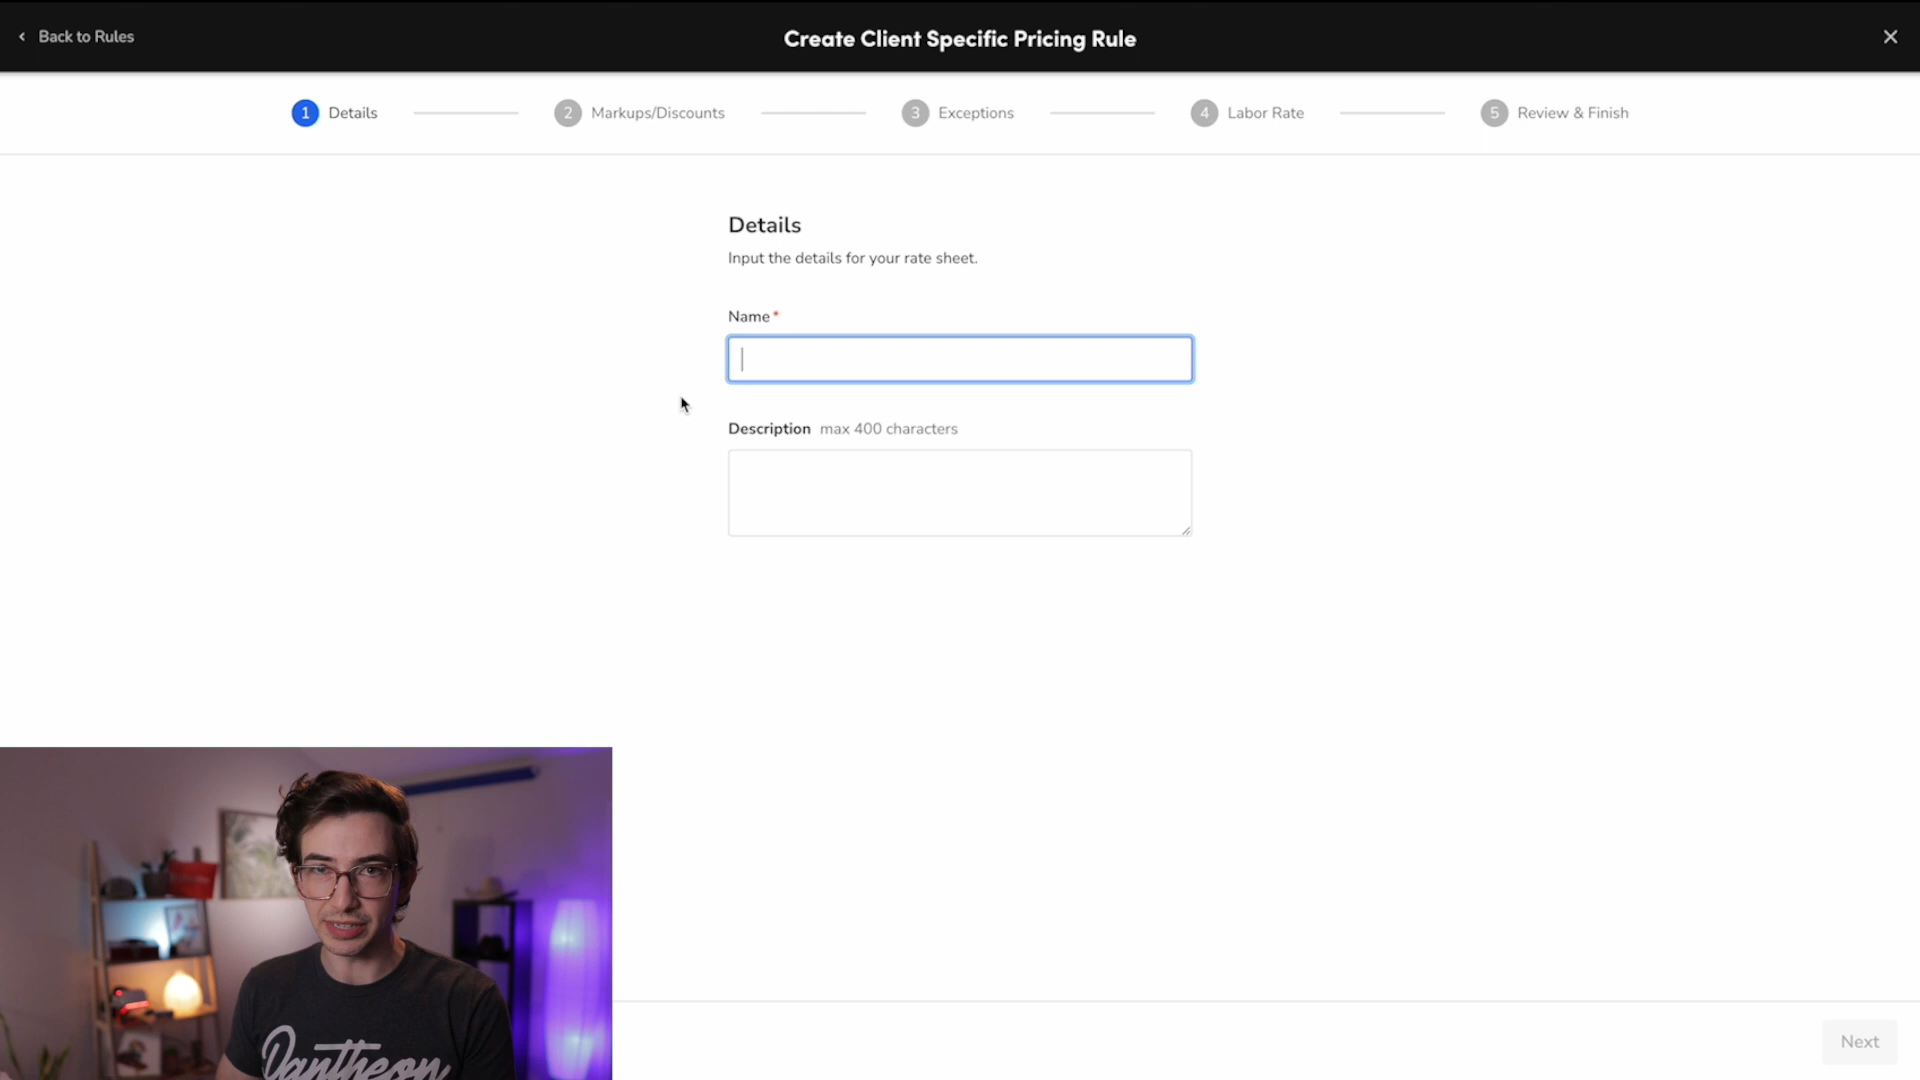 Back to Rules
Create Client Specific Pricing Rule
1 Details
2 Markups/Discounts
3 Exceptions
4 Labor Rate
5 Review & Finish
Details
Input the details for your rate sheet.
Name*
Description max 400 characters
Pantheon
Next